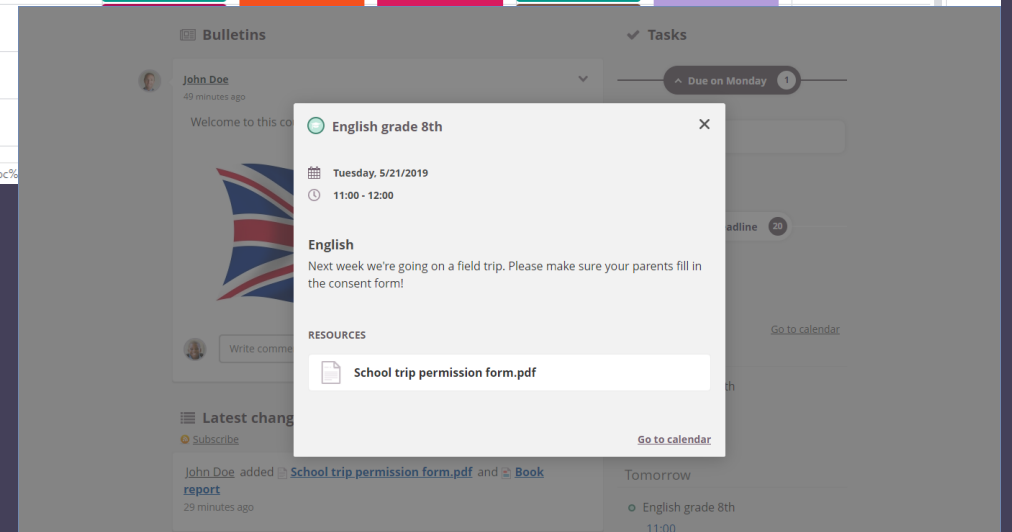 Bulletins
Tasks
John Doe
49 minutes ago
Due on Monday 1
Welcome to this
English grade 8th
Tuesday, 5/21/2019
11:00 - 12:00
English
Next week we're going on a field trip. Please make sure your parents fill in
the consent form!
RESOURCES
School trip permission form.pdf
Go to calendar
20
Go to calendar
Write
th
Latest
Subscribe
John Doe added School trip permission form.pdf and Book
report
29 minutes ago
Tomorrow
English grade 8th
11:00